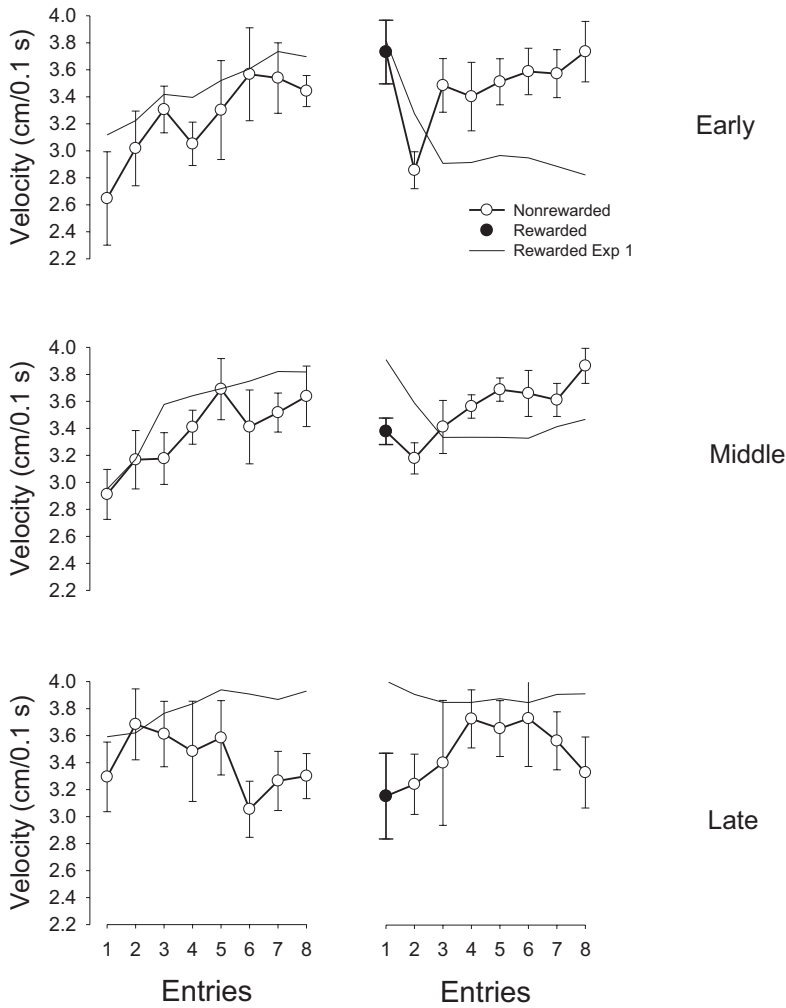 Velocity (cm/0.1 s)
4.0
3.8
3.6
3.4
3.2
3.0
2.8
2.6
2.4
2.2
Early
Nonrewarded
Rewarded
Rewarded Exp 1
Velocity (cm/0.1 s)
4.0
3.8
3.6
3.4
3.2
3.0
2.8
2.6
2.4
2.2
Middle
Velocity (cm/0.1 s)
4.0
3.8
3.6
3.4
3.2
3.0
2.8
2.6
2.4
2.2
Late
1 2 3 4 5 6 7 8
1 2 3 4 5 6 7 8
Entries
Entries